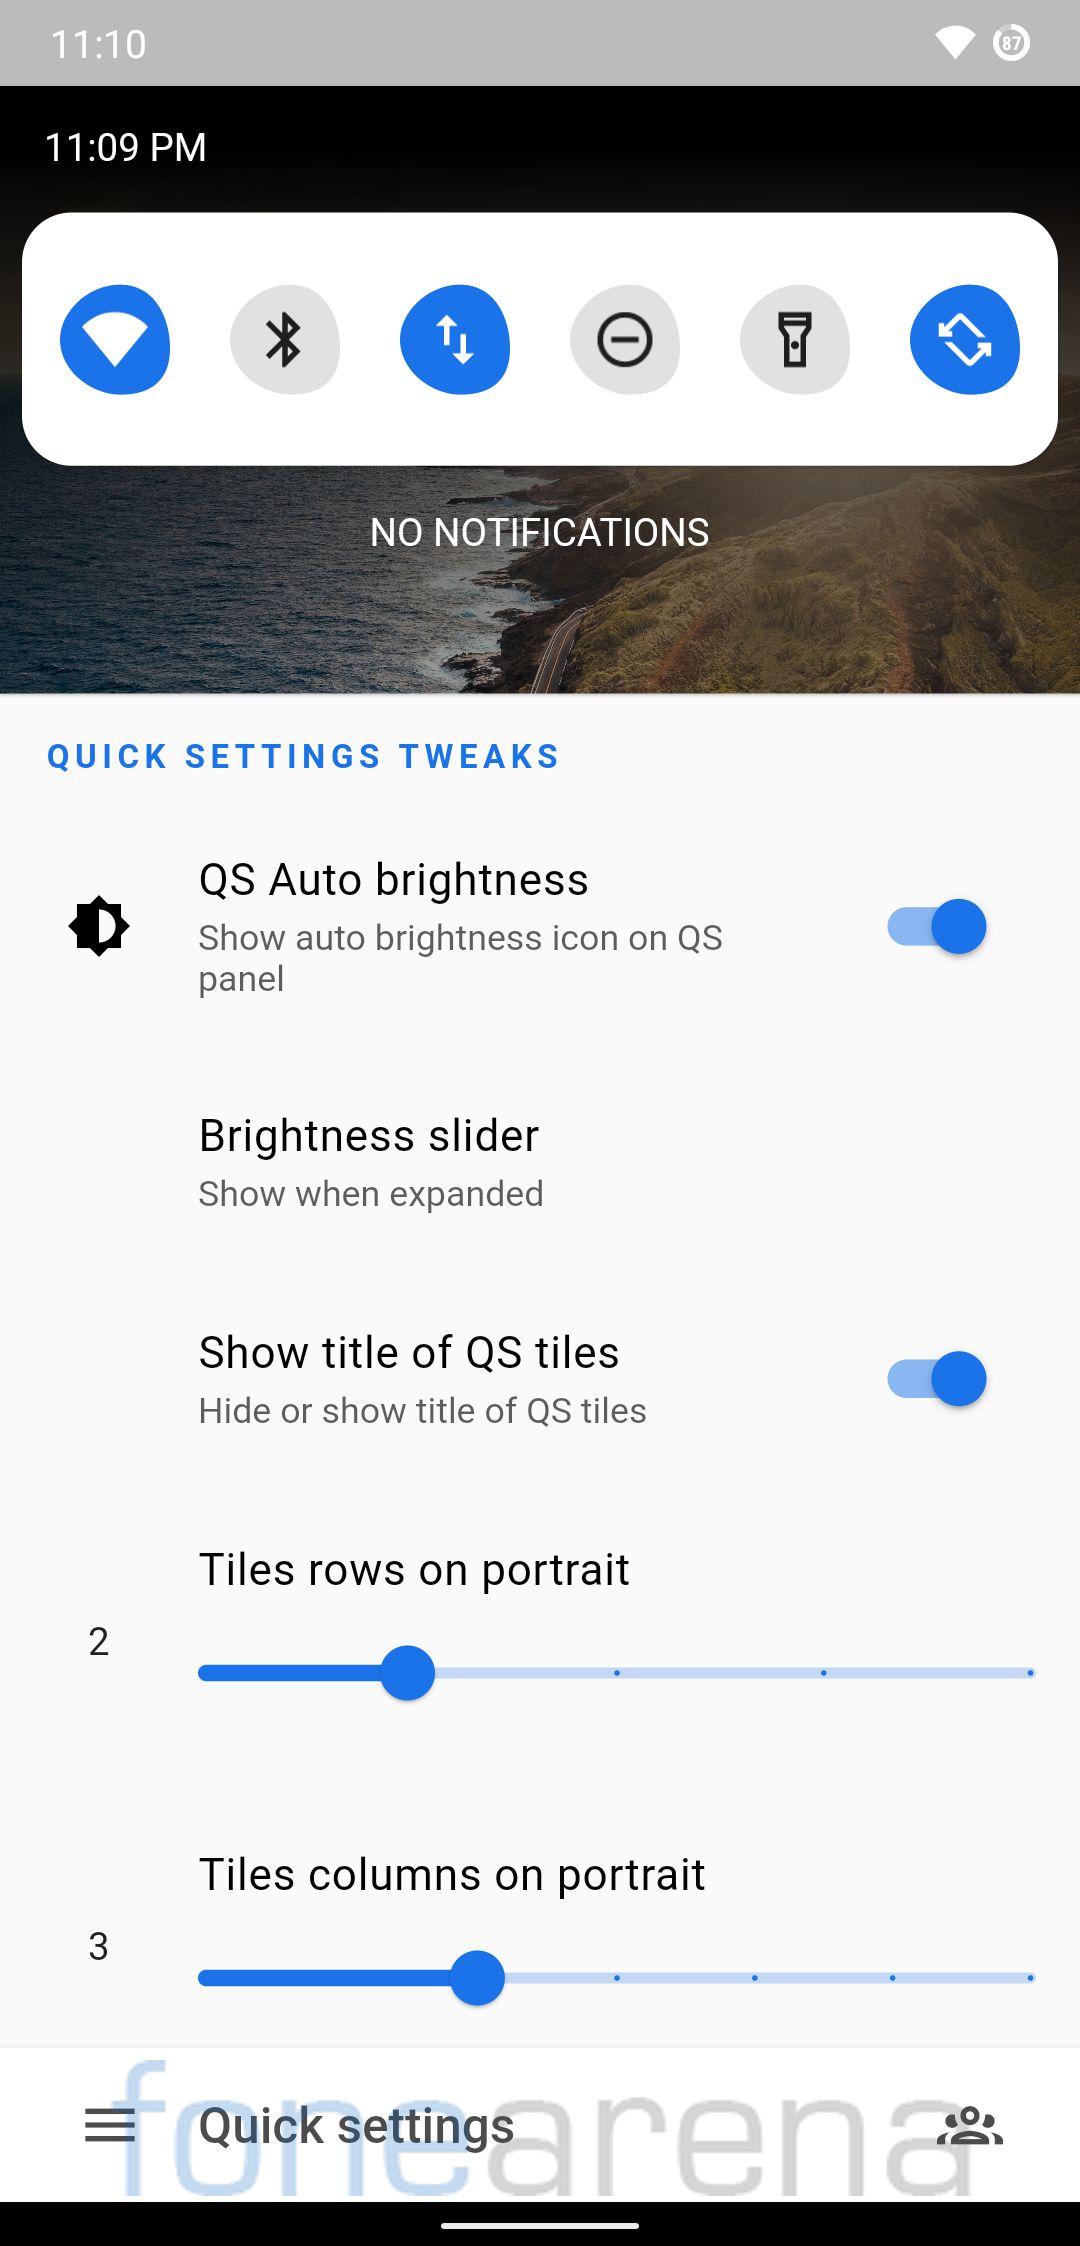 11:10
87
11:09 PM
NO NOTIFICATIONS
QUICK SETTINGS TWEAKS
QS Auto brightness
Show auto brightness icon on QS
panel
Brightness slider
Show when expanded
Show title of QS tiles
Hide or show title of QS tiles
Tiles rows on portrait
2
Tiles columns on portrait
3
Quick settings
fonearena